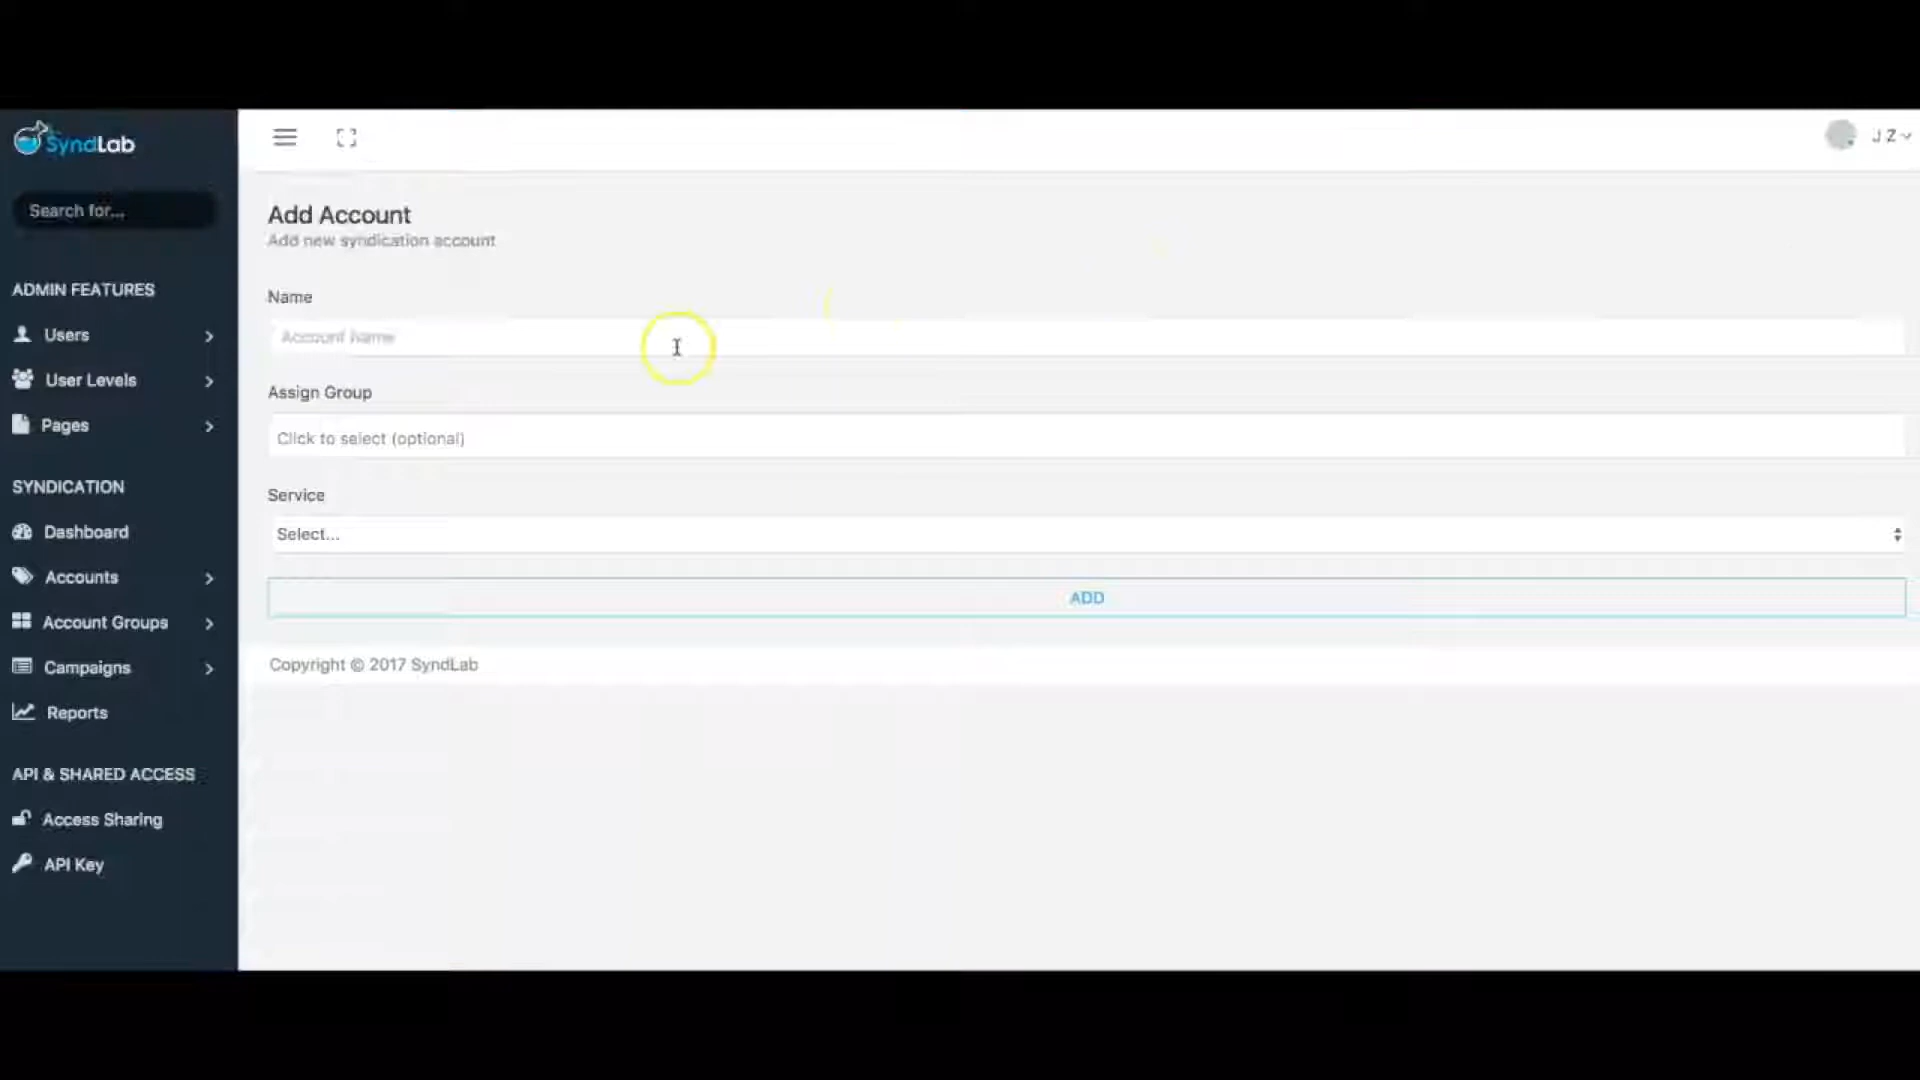 SyndLab
J Z
Search for...
Add Account
Add new syndication account
ADMIN FEATURES
Name
Users
Account Name
User Levels
Assign Group
Pages
Click to select (optional)
SYNDICATION
Service
Dashboard
Select...
Accounts
ADD
Account Groups
Campaigns
Copyright © 2017 SyndLab
Reports
API & SHARED ACCESS
Access Sharing
API Key